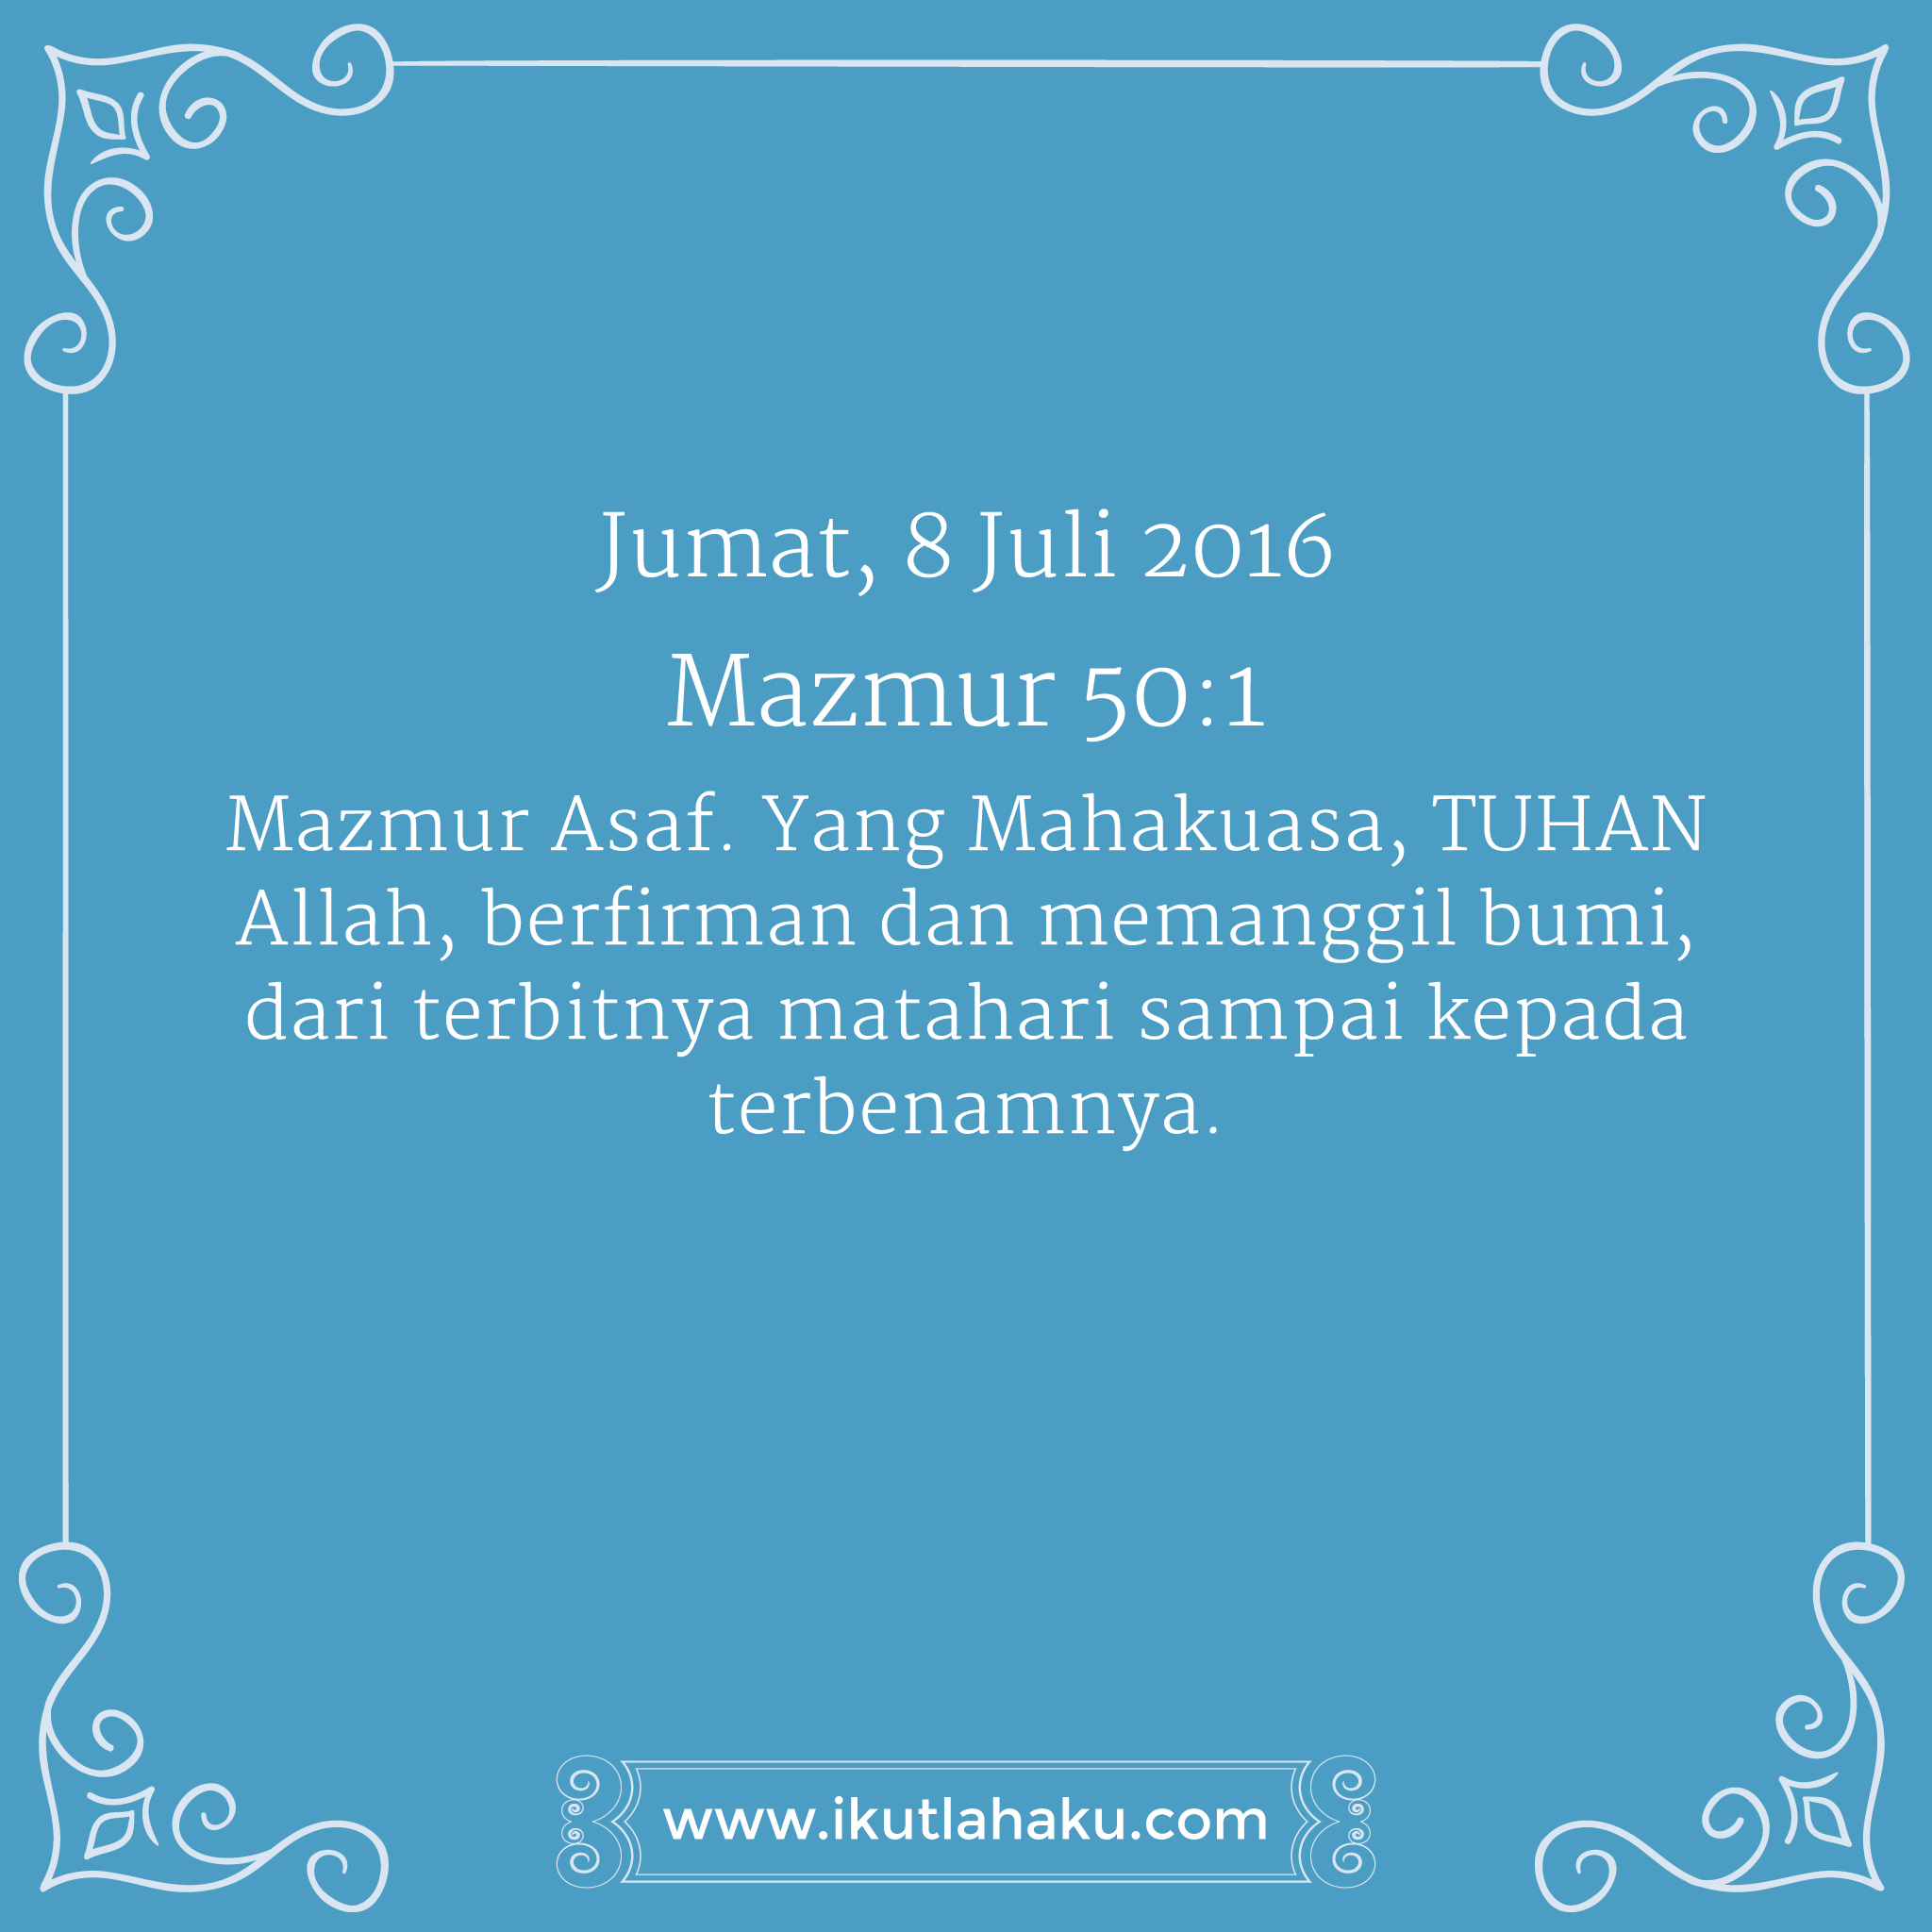 Jumat, 8 Juli 2016
Mazmur 50:1
Mazmur Asaf. Yang Mahakuasa, TUHAN
Allah, berfirman dan memanggil bumi,
dari terbitnya matahari sampai kepada
terbenamnya.
www.ikutlahaku.com